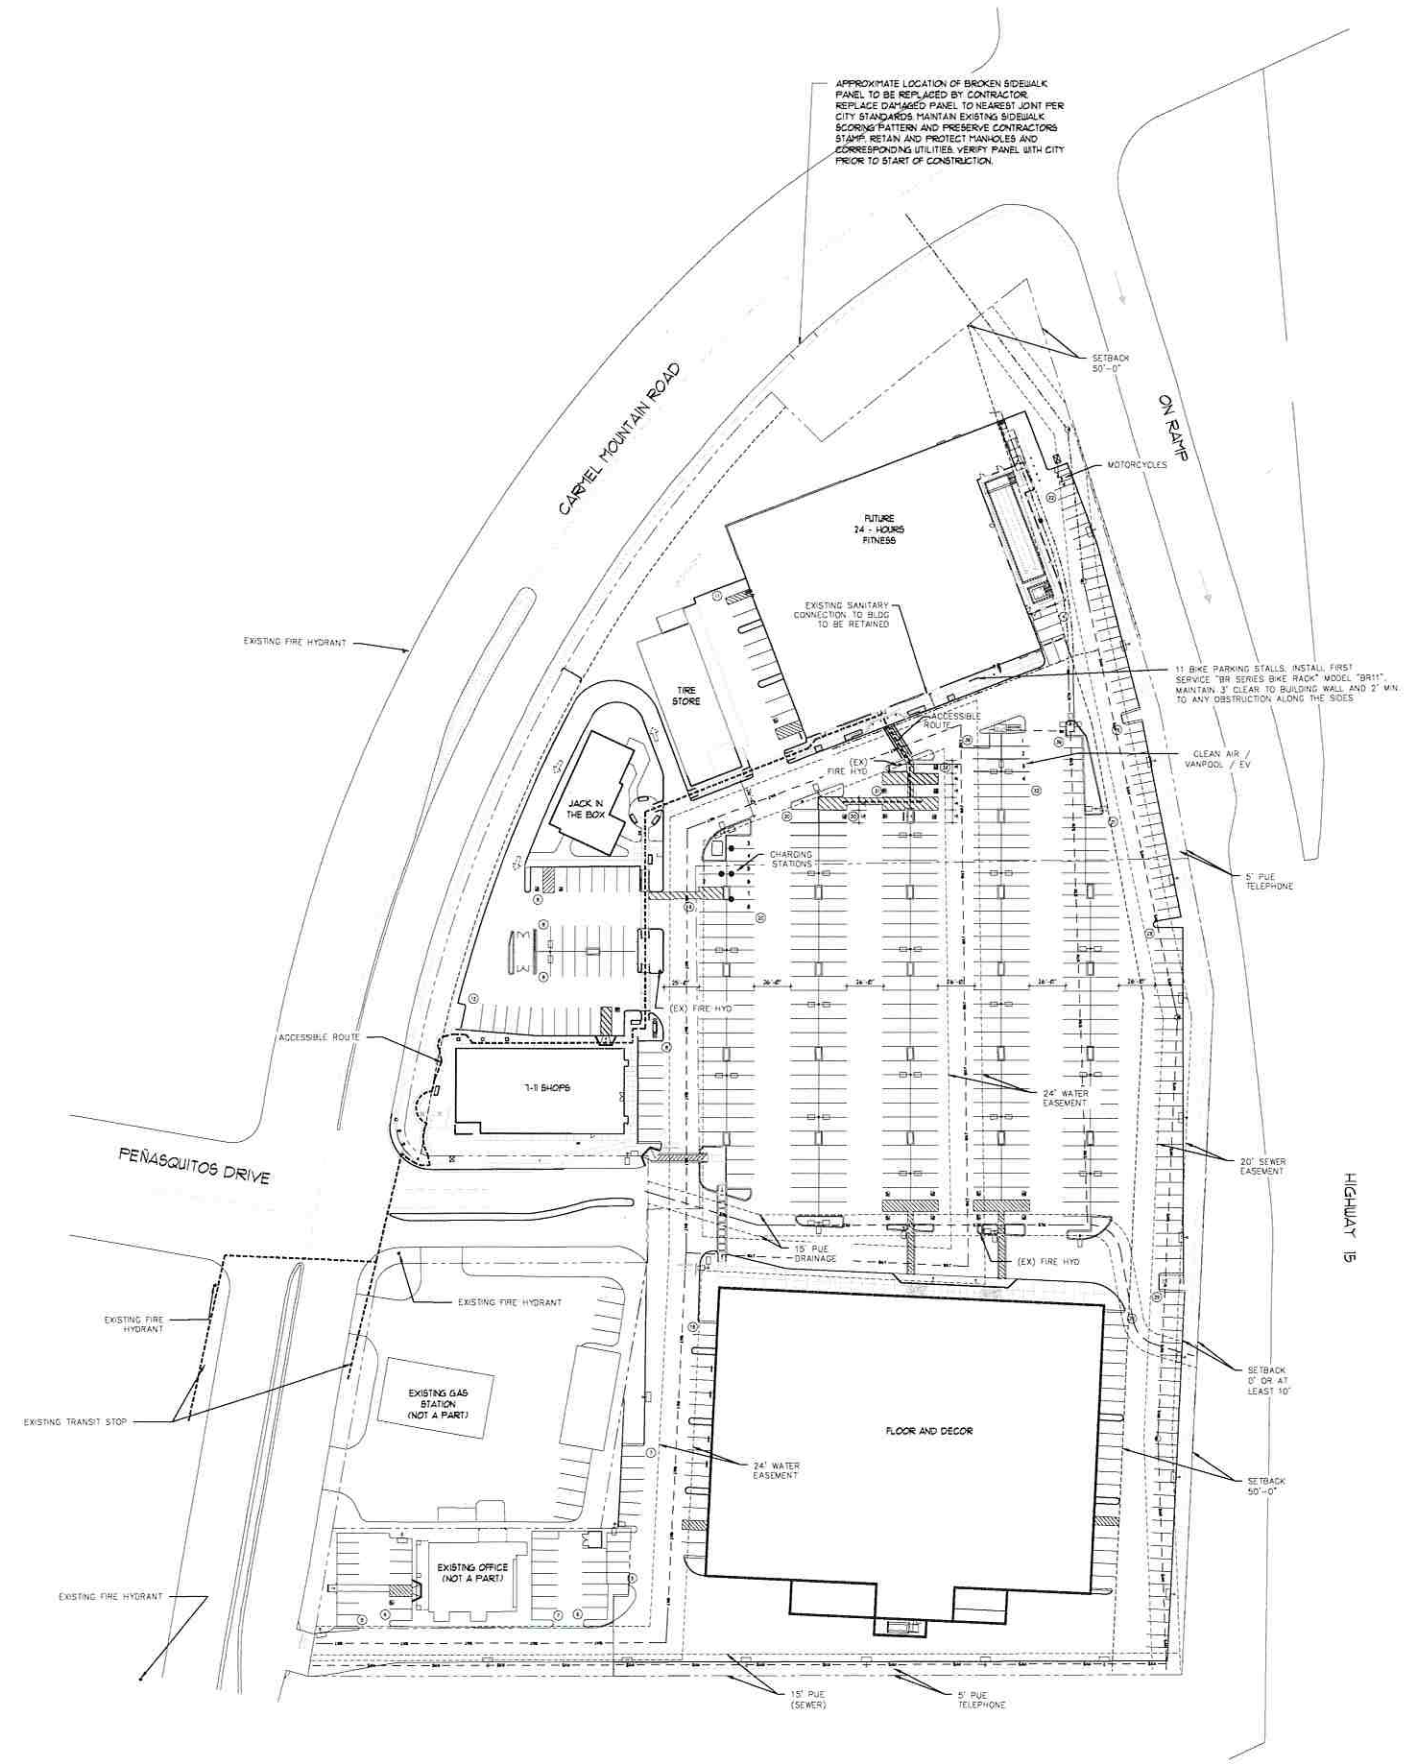 APPROXIMATE LOCATION OF BROKEN SIDEWALK
PANEL TO BE REPLACED BY CONTRACTOR.
REPLACE DAMAGED PANEL TO NEAREST JOINT PER
CITY STANDARDS. MAINTAIN EXISTING SIDEWALK
SCORING PATTERN AND PRESERVE CONTRACTORS
STAMP. RETAIN AND PROTECT MANHOLES AND
CORRESPONDING UTILITIES. VERIFY PANEL WITH CITY
PRIOR TO START OF CONSTRUCTION.
SETBACK
50'-0"
CARMEL MOUNTAIN ROAD
ON RAMP
MOTORCYCLES
FUTURE
24 - HOURS
FITNESS
EXISTING SANITARY
CONNECTION TO BLDG
TO BE RETAINED
EXISTING FIRE HYDRANT
11 BIKE PARKING STALLS. INSTALL FIRST
SERVICE "BR SERIES BIKE RACK" MODEL "BR11".
MAINTAIN 3' CLEAR TO BUILDING WALL AND 2' MIN.
TO ANY OBSTRUCTION ALONG THE SIDES
TIRE
STORE
ACCESSIBLE
ROUTE
(EX)
FIRE HYD
CLEAN AIR /
VANPOOL / EV
JACK IN
THE BOX
CHARGING
STATIONS
5' PUE
TELEPHONE
26'-0"
26'-0"
26'-0"
26'-0"
(EX) FIRE HYD
ACCESSIBLE ROUTE
7-11 SHOPS
24' WATER
EASEMENT
PEÑASQUITOS DRIVE
20' SEWER
EASEMENT
HIGHWAY 15
15' PUE
DRAINAGE
(EX) FIRE HYD
EXISTING FIRE HYDRANT
EXISTING FIRE
HYDRANT
SETBACK
0' OR AT
LEAST 10'
EXISTING GAS
STATION
(NOT A PART)
EXISTING TRANSIT STOP
FLOOR AND DECOR
24' WATER
EASEMENT
SETBACK
50'-0"
EXISTING OFFICE
(NOT A PART)
EXISTING FIRE HYDRANT
15' PUE
(SEWER)
5' PUE
TELEPHONE